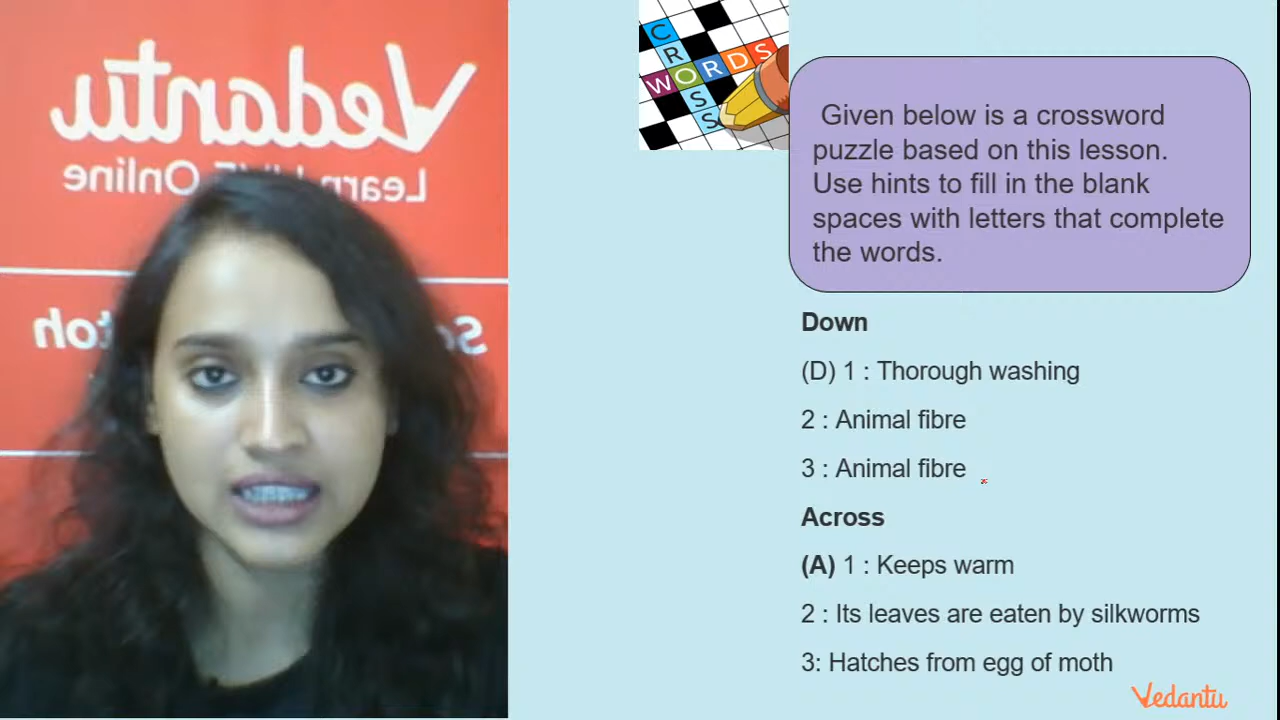 Vedantu
Learn LIVE Online
CROSS
WORDS
Given below is a crossword
puzzle based on this lesson.
Use hints to fill in the blank
spaces with letters that complete
the words.
Down
(D) 1 : Thorough washing
2 : Animal fibre
3 : Animal fibre
Across
(A) 1 : Keeps warm
2 : Its leaves are eaten by silkworms
3: Hatches from egg of moth
Vedantu